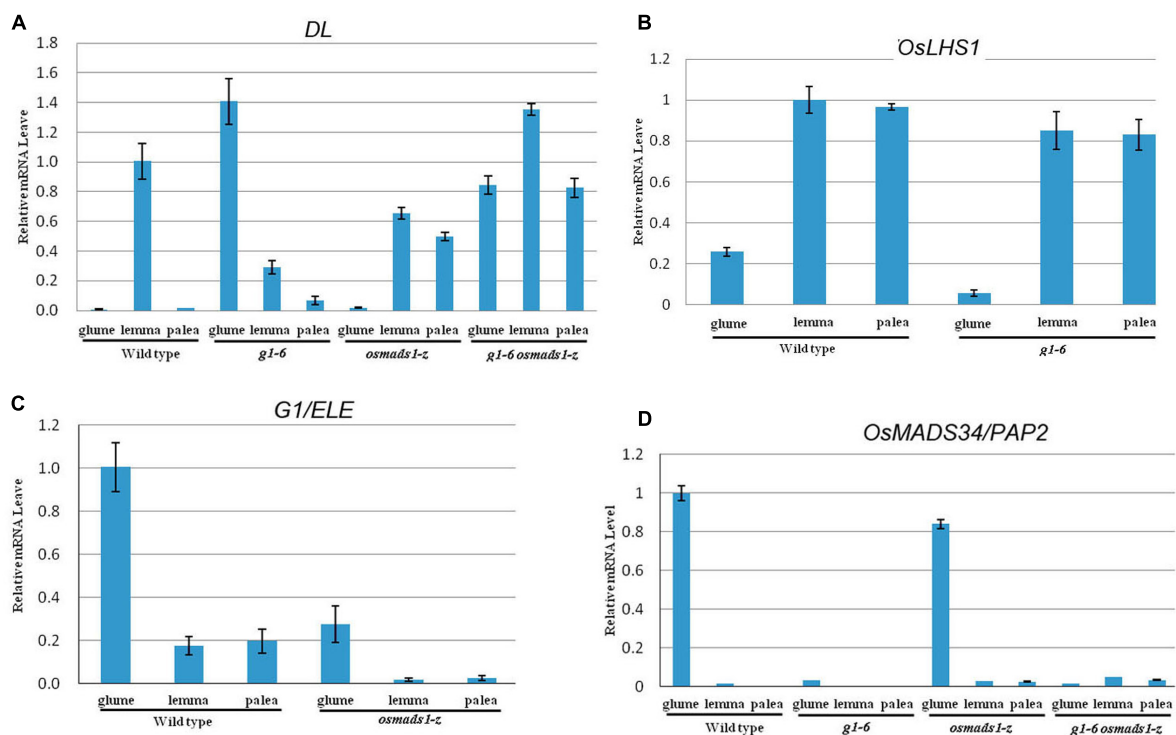 A
DL
Relative mRNA Leave
1.8
1.6
1.4
1.2
1.0
0.8
0.6
0.4
0.2
0.0
glume lemma palea glume lemma palea glume lemma palea glume lemma palea
Wild type g1-6 osmads1-z g1-6 osmads1-z
B
OsLHS1
Relative mRNA Leave
1.2
1
0.8
0.6
0.4
0.2
0
glume lemma palea glume lemma palea
Wild type g1-6
C
G1/ELE
Relative mRNA Leave
1.2
1.0
0.8
0.6
0.4
0.2
0.0
glume lemma palea glume lemma palea
Wild type osmads1-z
D
OsMADS34/PAP2
Relative mRNA Level
1.2
1
0.8
0.6
0.4
0.2
0
glume lemma palea glume lemma palea glume lemma palea glume lemma palea
Wild type g1-6 osmads1-z g1-6 osmads1-z